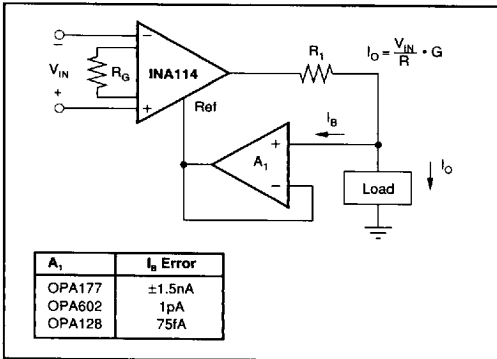 −
V_IN
+
R_G
−
INA114
+
Ref
R_1
I_O = V_IN / R • G
I_B
A_1
+
−
Load
I_O
A_1 I_B Error
OPA177 ±1.5nA
OPA602 1pA
OPA128 75fA